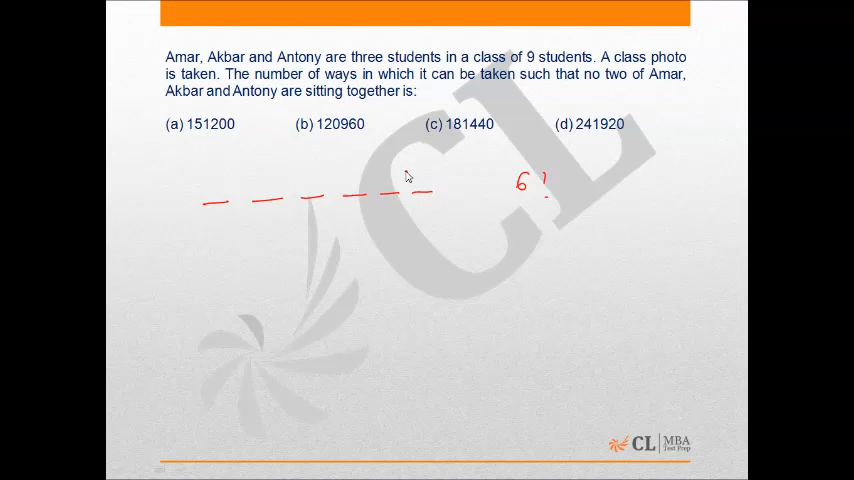 Amar, Akbar and Antony are three students in a class of 9 students. A class photo
is taken. The number of ways in which it can be taken such that no two of Amar,
Akbar and Antony are sitting together is:
(a) 151200 (b) 120960 (c) 181440 (d) 241920
6!
CL
CL MBA
Test Prep